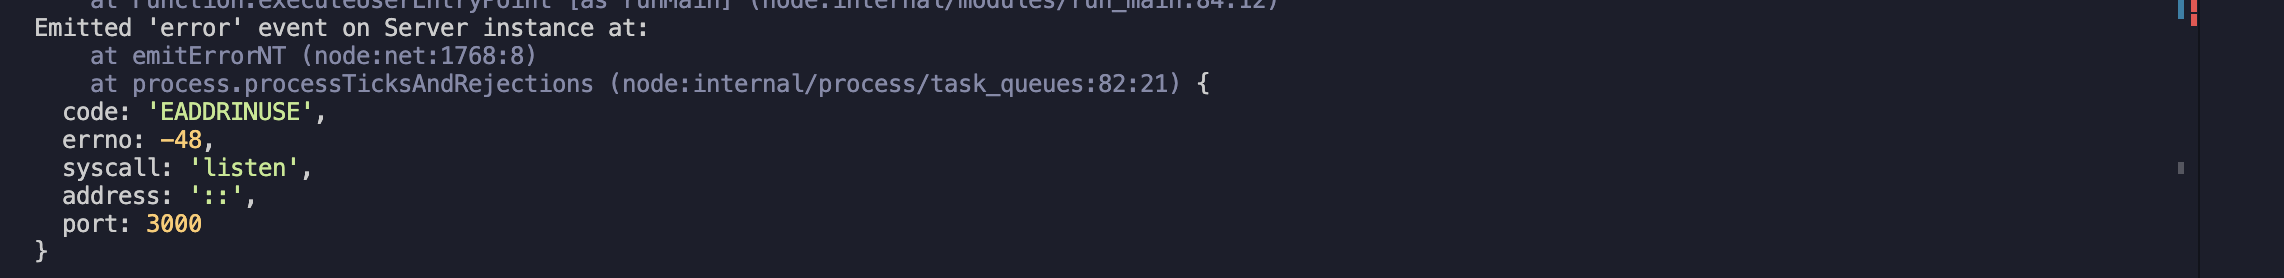 at Function.executeUserEntryPoint [as runMain] (node:internal/modules/run_main:84:12)
Emitted 'error' event on Server instance at:
    at emitErrorNT (node:net:1768:8)
    at process.processTicksAndRejections (node:internal/process/task_queues:82:21) {
  code: 'EADDRINUSE',
  errno: -48,
  syscall: 'listen',
  address: '::',
  port: 3000
}